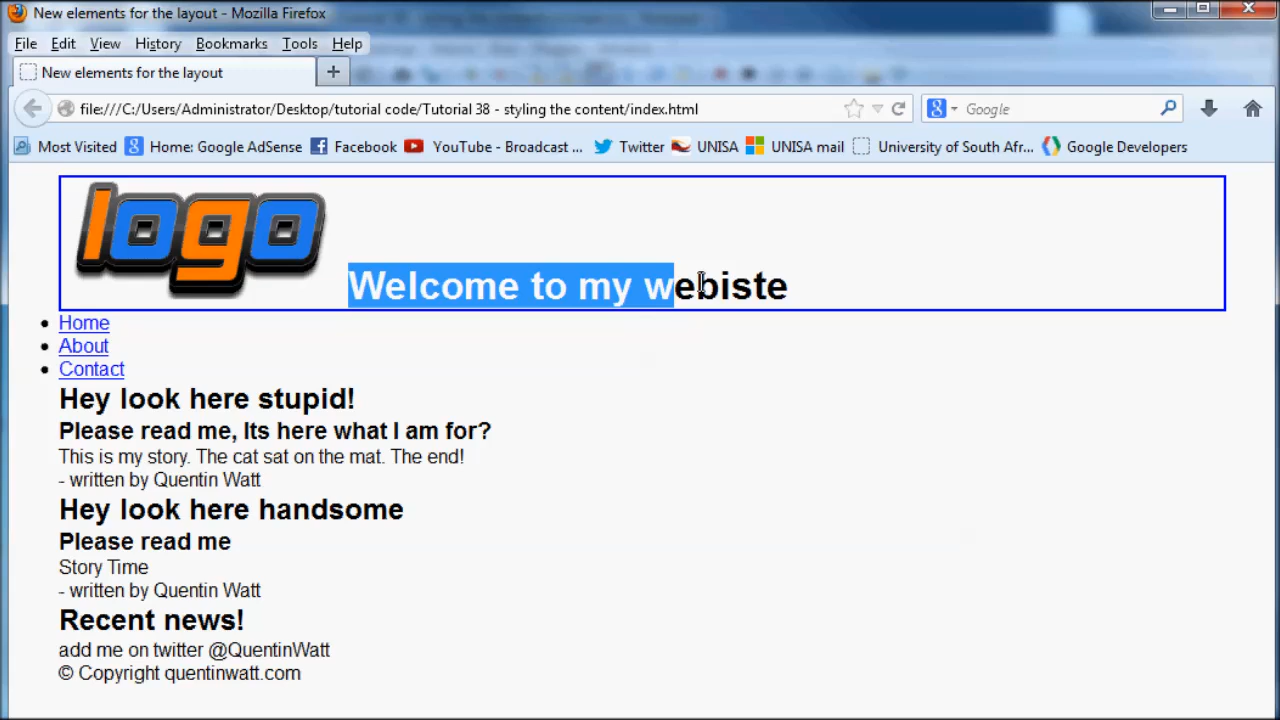 New elements for the layout - Mozilla Firefox
File Edit View History Bookmarks Tools Help
New elements for the layout
file:///C:/Users/Administrator/Desktop/tutorial code/Tutorial 38 - styling the content/index.html
Google
Most Visited Home: Google AdSense Facebook YouTube - Broadcast ... Twitter UNISA UNISA mail University of South Afr... Google Developers
logo
Welcome to my webiste
Home
About
Contact
Hey look here stupid!
Please read me, Its here what I am for?
This is my story. The cat sat on the mat. The end!
- written by Quentin Watt
Hey look here handsome
Please read me
Story Time
- written by Quentin Watt
Recent news!
add me on twitter @QuentinWatt
© Copyright quentinwatt.com